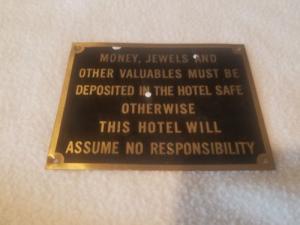 MONEY, JEWELS AND
OTHER VALUABLES MUST BE
DEPOSITED IN THE HOTEL SAFE
OTHERWISE
THIS HOTEL WILL
ASSUME NO RESPONSIBILITY